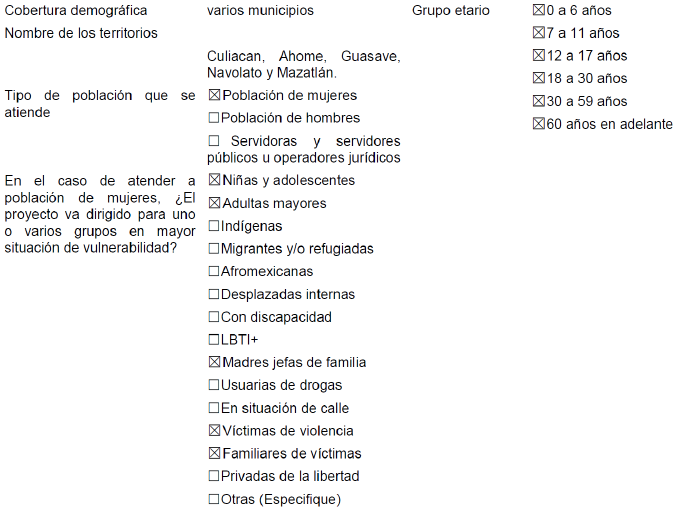 Cobertura demográfica varios municipios Grupo etario ☒0 a 6 años
Nombre de los territorios ☒7 a 11 años
Culiacan, Ahome, Guasave, ☒12 a 17 años
Navolato y Mazatlán. ☒18 a 30 años
Tipo de población que se ☒Población de mujeres ☒30 a 59 años
atiende ☐Población de hombres ☒60 años en adelante
☐ Servidoras y servidores
públicos u operadores jurídicos
En el caso de atender a ☒Niñas y adolescentes
población de mujeres, ¿El ☒Adultas mayores
proyecto va dirigido para uno
o varios grupos en mayor ☐Indígenas
situación de vulnerabilidad? ☐Migrantes y/o refugiadas
☐Afromexicanas
☐Desplazadas internas
☐Con discapacidad
☐LBTI+
☒Madres jefas de familia
☐Usuarias de drogas
☐En situación de calle
☒Víctimas de violencia
☒Familiares de víctimas
☐Privadas de la libertad
☐Otras (Especifique)